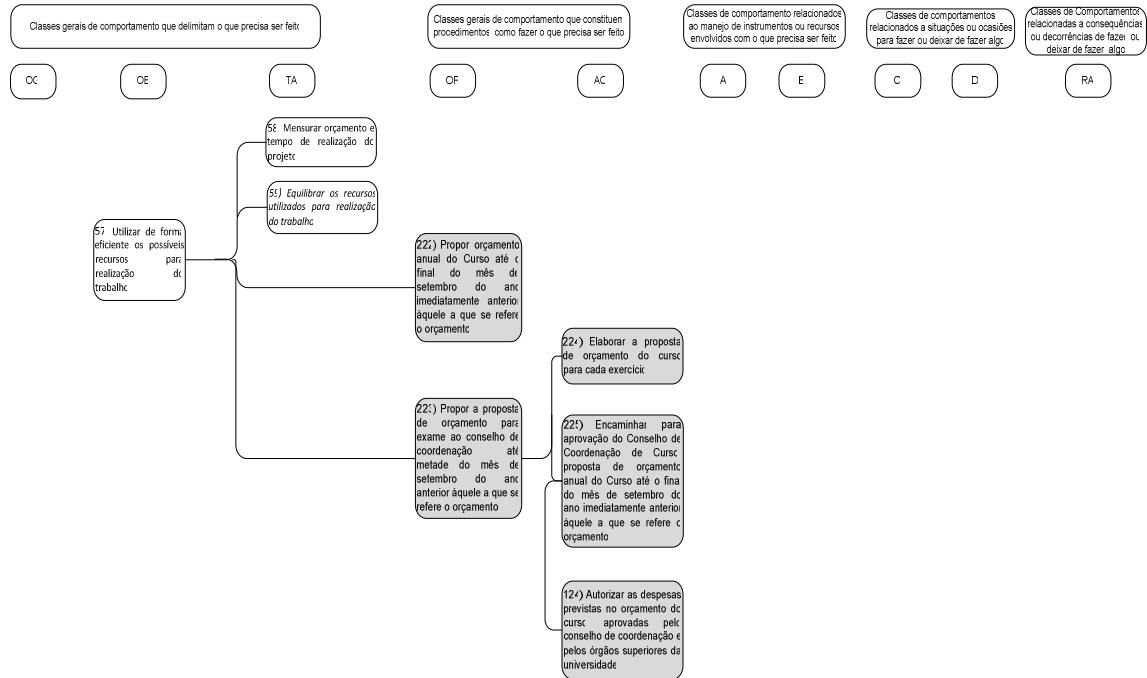 Classes gerais de comportamento que delimitam o que precisa ser feito
Classes gerais de comportamento que constituem
procedimentos como fazer o que precisa ser feito
Classes de comportamento relacionados
ao manejo de instrumentos ou recursos
envolvidos com o que precisa ser feito
Classes de comportamentos
relacionados a situações ou ocasiões
para fazer ou deixar de fazer algo
Classes de Comportamentos
relacionadas a consequências
ou decorrências de fazer ou
deixar de fazer algo
OG
OE
TA
OF
AC
A
E
C
D
RA
58 Mensurar orçamento e
tempo de realização do
projeto
59) Equilibrar os recursos
utilizados para realização
do trabalho
57 Utilizar de forma
eficiente os possíveis
recursos para
realização do
trabalho
222) Propor orçamento
anual do Curso até o
final do mês de
setembro do ano
imediatamente anterior
àquele a que se refere
o orçamento
223) Propor a proposta
de orçamento para
exame ao conselho de
coordenação até
metade do mês de
setembro do ano
anterior àquele a que se
refere o orçamento
224) Elaborar a proposta
de orçamento do curso
para cada exercício
225) Encaminhar para
aprovação do Conselho de
Coordenação de Curso
proposta de orçamento
anual do Curso até o final
do mês de setembro do
ano imediatamente anterior
àquele a que se refere o
orçamento
124) Autorizar as despesas
previstas no orçamento do
curso aprovadas pelo
conselho de coordenação e
pelos órgãos superiores da
universidade